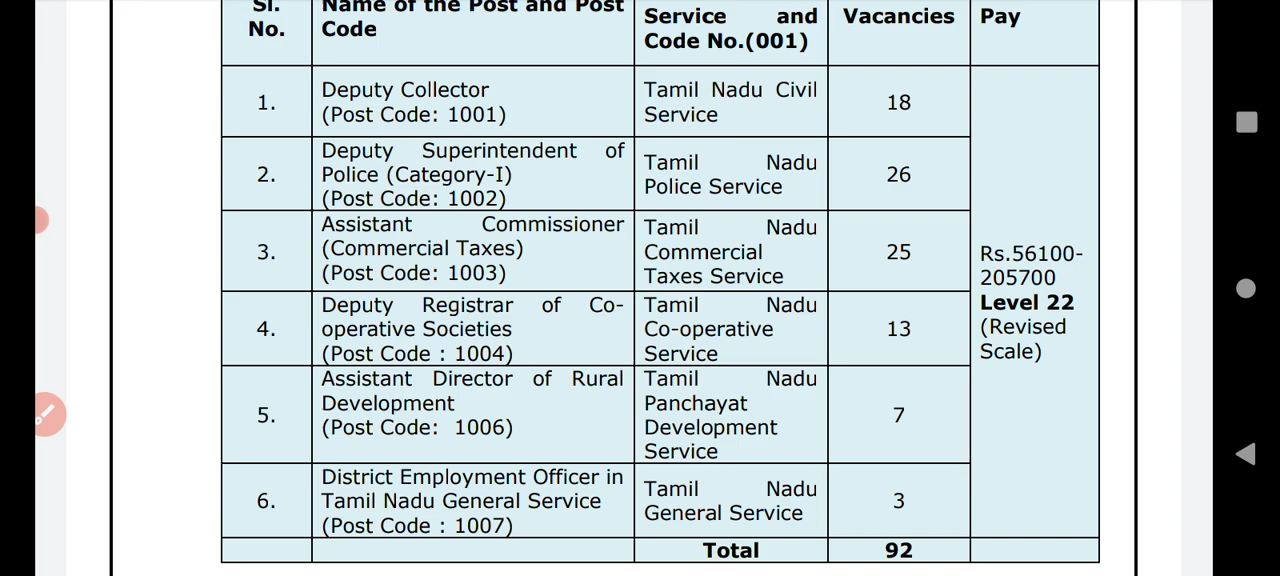 Sl.
No.
Name of the Post and Post
Code
Service and
Code No.(001)
Vacancies
Pay
1.
Deputy Collector
(Post Code: 1001)
Tamil Nadu Civil
Service
18
2.
Deputy Superintendent of
Police (Category-I)
(Post Code: 1002)
Tamil Nadu
Police Service
26
3.
Assistant Commissioner
(Commercial Taxes)
(Post Code: 1003)
Tamil Nadu
Commercial
Taxes Service
25
4.
Deputy Registrar of Co-
operative Societies
(Post Code : 1004)
Tamil Nadu
Co-operative
Service
13
5.
Assistant Director of Rural
Development
(Post Code: 1006)
Tamil Nadu
Panchayat
Development
Service
7
6.
District Employment Officer in
Tamil Nadu General Service
(Post Code : 1007)
Tamil Nadu
General Service
3
Rs.56100-
205700
Level 22
(Revised
Scale)
Total
92